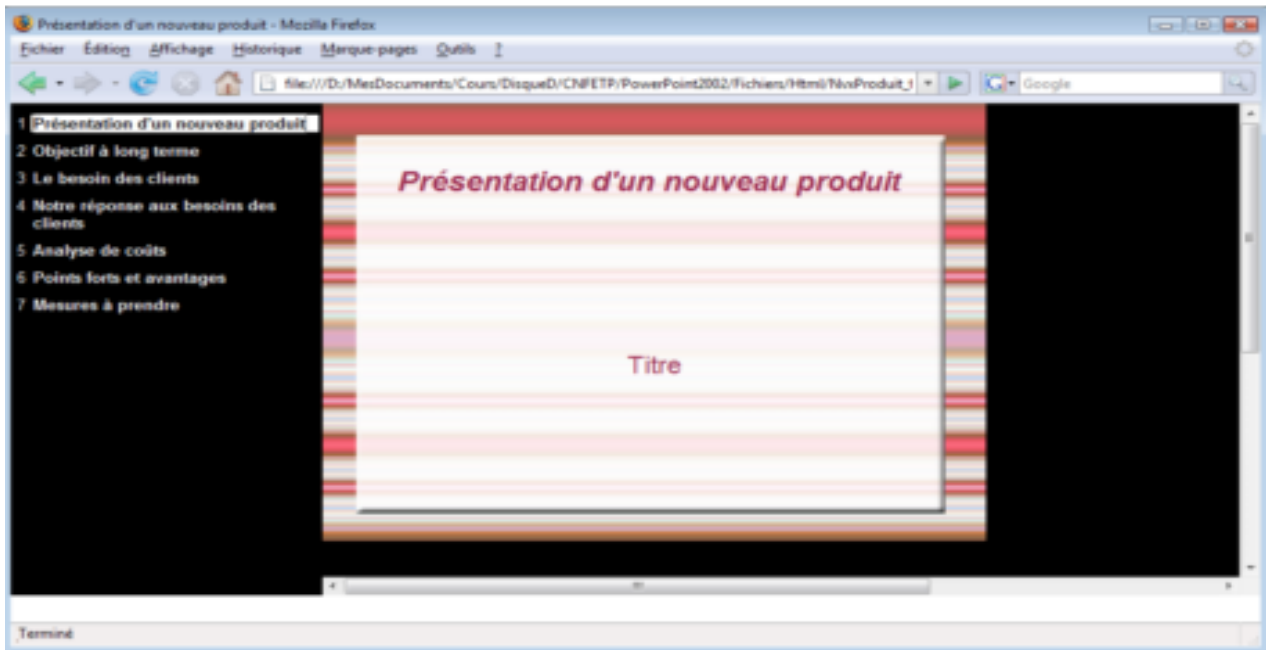 Présentation d'un nouveau produit - Mozilla Firefox
Fichier Édition Affichage Historique Marque-pages Outils ?
file:///D:/MesDocuments/Cours/DisqueD/CNFETP/PowerPoint2002/Fichiers/Html/NvxProduit_f Google
1 Présentation d'un nouveau produit
2 Objectif à long terme
3 Le besoin des clients
4 Notre réponse aux besoins des
clients
5 Analyse de coûts
6 Points forts et avantages
7 Mesures à prendre
Présentation d'un nouveau produit
Titre
Terminé